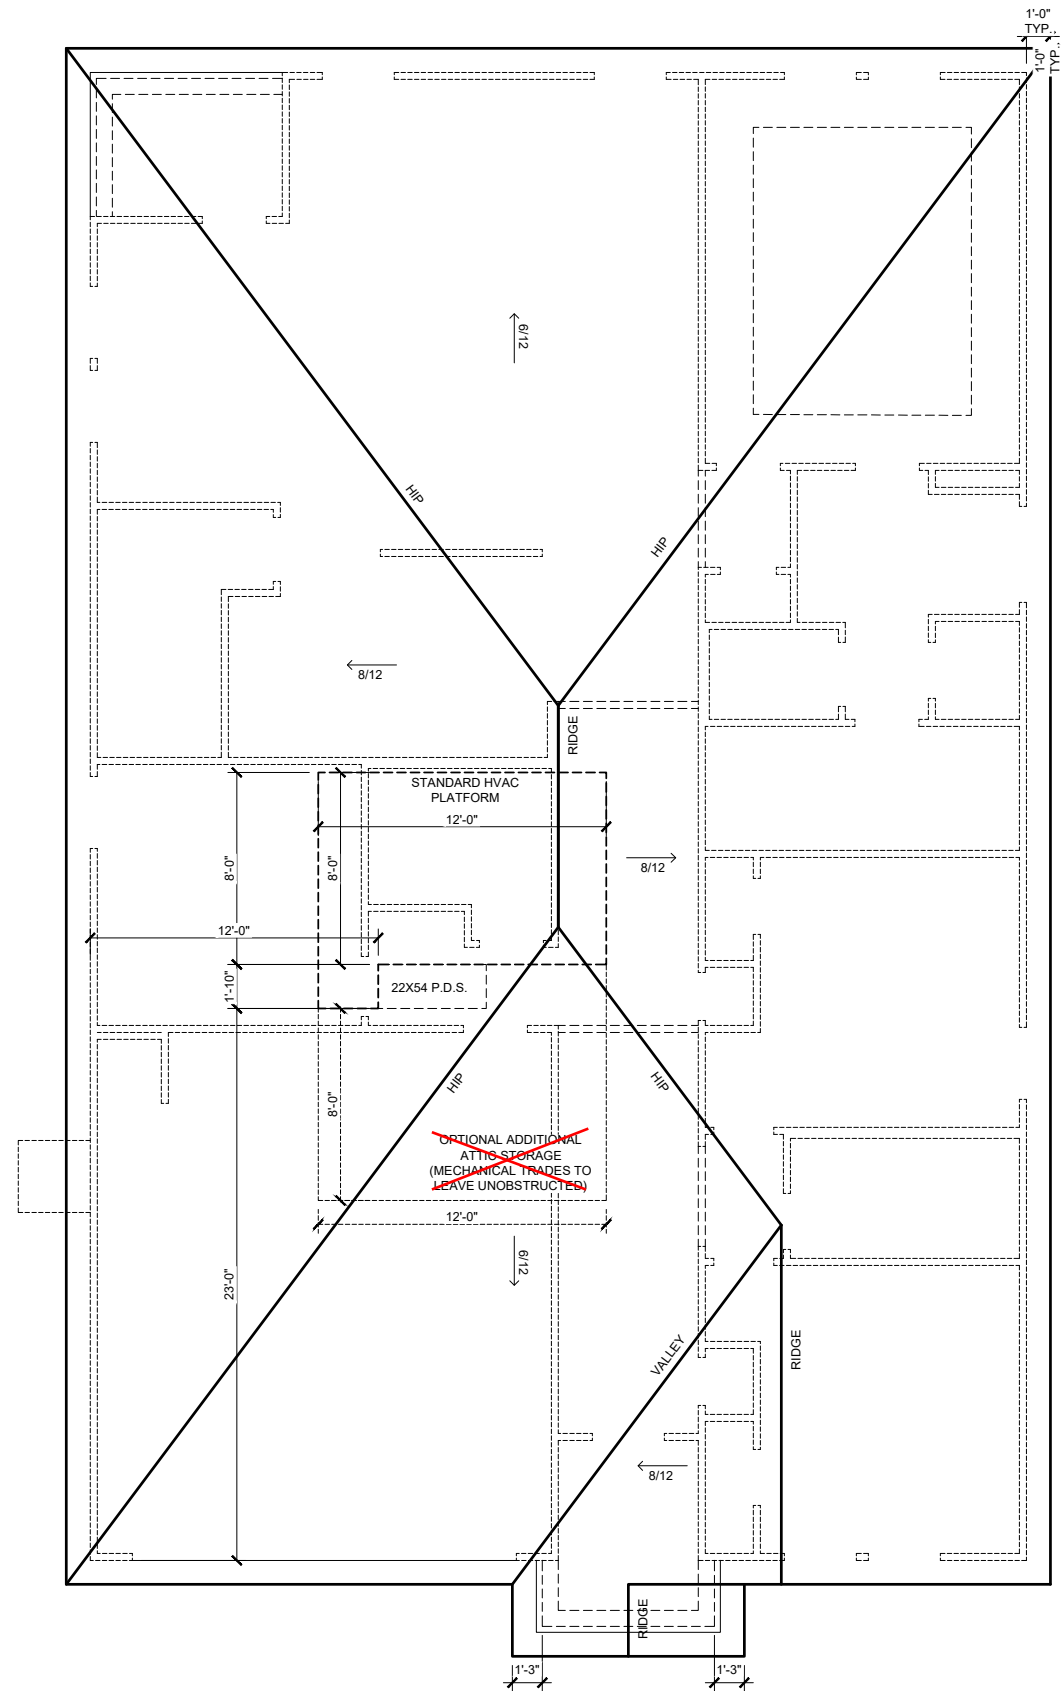 1'-0"
TYP.
1'-0"
TYP.
6/12
HIP
HIP
8/12
RIDGE
STANDARD HVAC
PLATFORM
12'-0"
8'-0"
8'-0"
8/12
12'-0"
1'-10"
22X54 P.D.S.
HIP
HIP
8'-0"
OPTIONAL ADDITIONAL
ATTIC STORAGE
(MECHANICAL TRADES TO
LEAVE UNOBSTRUCTED)
12'-0"
6/12
23'-0"
VALLEY
RIDGE
8/12
RIDGE
1'-3"
1'-3"